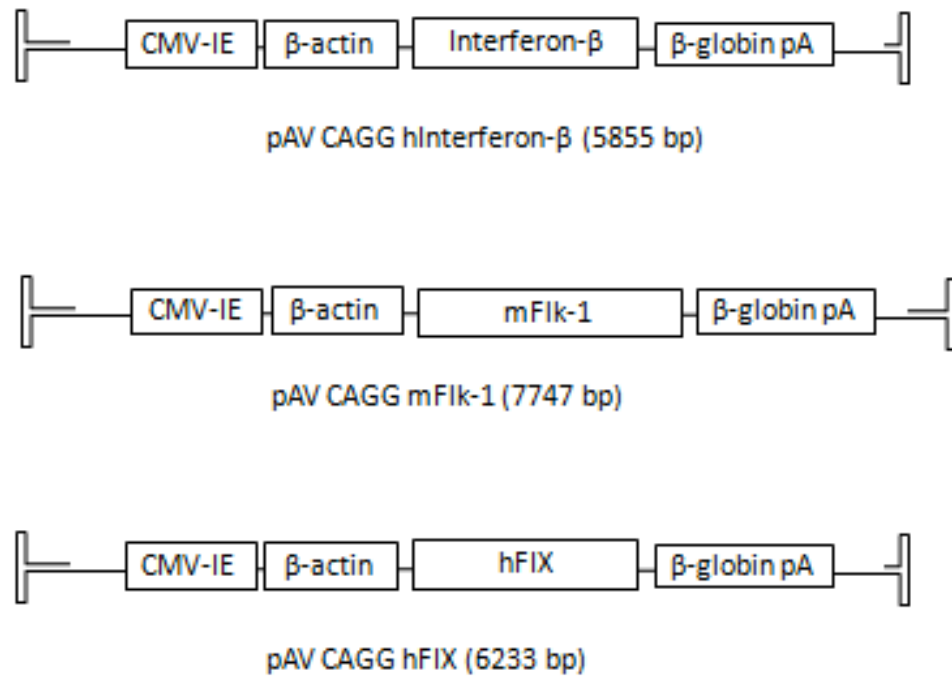 CMV-IE β-actin Interferon-β β-globin pA
pAV CAGG hInterferon-β (5855 bp)
CMV-IE β-actin mFlk-1 β-globin pA
pAV CAGG mFlk-1 (7747 bp)
CMV-IE β-actin hFIX β-globin pA
pAV CAGG hFIX (6233 bp)